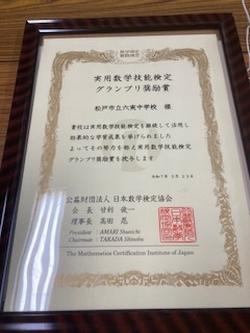 実用数学技能検定
グランプリ奨励賞
松戸市立六実中学校 様
貴校は実用数学技能検定を継続して活用し
効果的な学習成果を挙げられました
よってその努力を称え実用数学技能検定
グランプリ奨励賞を授与します
公益財団法人 日本数学検定協会
会長 甘利 俊一
理事長 髙田 忍
President : AMARI Shunichi
Chairman : TAKADA Shinobu
The Mathematics Certification Institute of Japan